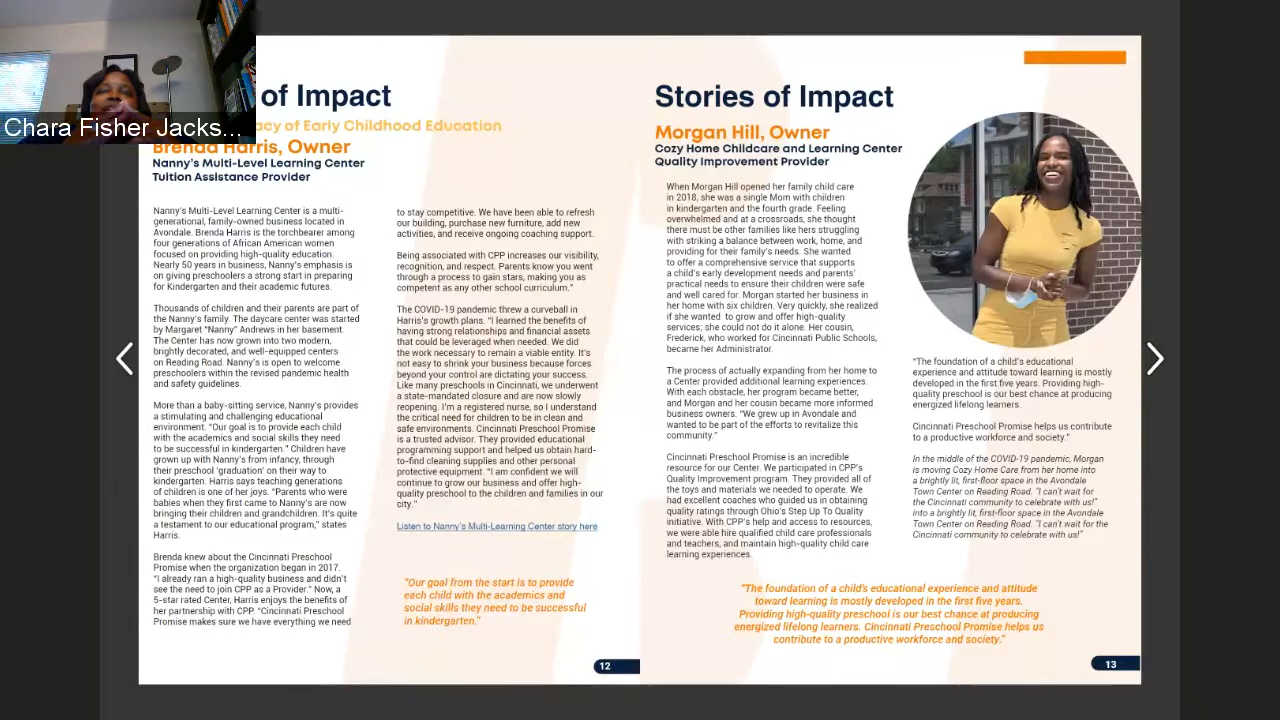 Chara Fisher Jacks...
of Impact
acy of Early Childhood Education
Brenda Harris, Owner
Nanny's Multi-Level Learning Center
Tuition Assistance Provider
Nanny's Multi-Level Learning Center is a multi-
generational, family-owned business located in
Avondale. Brenda Harris is the torchbearer among
four generations of African American women
focused on providing high-quality education.
Nearly 50 years in business, Nanny's emphasis is
on giving preschoolers a strong start in preparing
for Kindergarten and their academic futures.
Thousands of children and their parents are part of
the Nanny's family. The daycare center was started
by Margaret "Nanny" Andrews in her basement.
The Center has now grown into two modern,
brightly decorated, and well-equipped centers
on Reading Road. Nanny's is open to welcome
preschoolers within the revised pandemic health
and safety guidelines.
More than a baby-sitting service, Nanny's provides
a stimulating and challenging educational
environment. "Our goal is to provide each child
with the academics and social skills they need
to be successful in kindergarten." Children have
grown up with Nanny's from infancy, through
their preschool 'graduation' on their way to
kindergarten. Harris says teaching generations
of children is one of her joys. "Parents who were
babies when they first came to Nanny's are now
bringing their children and grandchildren. It's quite
a testament to our educational program," states
Harris.
Brenda knew about the Cincinnati Preschool
Promise when the organization began in 2017.
"I already ran a high-quality business and didn't
see the need to join CPP as a Provider." Now, a
5-star rated Center, Harris enjoys the benefits of
her partnership with CPP. "Cincinnati Preschool
Promise makes sure we have everything we need
to stay competitive. We have been able to refresh
our building, purchase new furniture, add new
activities, and receive ongoing coaching support.
Being associated with CPP increases our visibility,
recognition, and respect. Parents know you went
through a process to gain stars, making you as
competent as any other school curriculum."
The COVID-19 pandemic threw a curveball in
Harris's growth plans. "I learned the benefits of
having strong relationships and financial assets
that could be leveraged when needed. We did
the work necessary to remain a viable entity. It's
not easy to shrink your business because forces
beyond your control are dictating your success.
Like many preschools in Cincinnati, we underwent
a state-mandated closure and are now slowly
reopening. I'm a registered nurse, so I understand
the critical need for children to be in clean and
safe environments. Cincinnati Preschool Promise
is a trusted advisor. They provided educational
programming support and helped us obtain hard-
to-find cleaning supplies and other personal
protective equipment. "I am confident we will
continue to grow our business and offer high-
quality preschool to the children and families in our
city."
Listen to Nanny's Multi-Learning Center story here
"Our goal from the start is to provide
each child with the academics and
social skills they need to be successful
in kindergarten."
12
Stories of Impact
Morgan Hill, Owner
Cozy Home Childcare and Learning Center
Quality Improvement Provider
When Morgan Hill opened her family child care
in 2018, she was a single Mom with children
in kindergarten and the fourth grade. Feeling
overwhelmed and at a crossroads, she thought
there must be other families like hers struggling
with striking a balance between work, home, and
providing for their family's needs. She wanted
to offer a comprehensive service that supports
a child's early development needs and parents'
practical needs to ensure their children were safe
and well cared for. Morgan started her business in
her home with six children. Very quickly, she realized
if she wanted to grow and offer high-quality
services; she could not do it alone. Her cousin,
Frederick, who worked for Cincinnati Public Schools,
became her Administrator.
The process of actually expanding from her home to
a Center provided additional learning experiences.
With each obstacle, her program became better,
and Morgan and her cousin became more informed
business owners. "We grew up in Avondale and
wanted to be part of the efforts to revitalize this
community."
Cincinnati Preschool Promise is an incredible
resource for our Center. We participated in CPP's
Quality Improvement program. They provided all
of the toys and materials we needed to operate. We
had excellent coaches who guided us in obtaining
quality ratings through Ohio's Step Up To Quality
initiative. With CPP's help and access to resources,
we were able hire qualified child care professionals
and teachers, and maintain high-quality child care
learning experiences.
"The foundation of a child's educational
experience and attitude toward learning is mostly
developed in the first five years. Providing high-
quality preschool is our best chance at producing
energized lifelong learners.
Cincinnati Preschool Promise helps us contribute
to a productive workforce and society."
In the middle of the COVID-19 pandemic, Morgan
is moving Cozy Home Care from her home into
a brightly lit, first-floor space in the Avondale
Town Center on Reading Road. "I can't wait for
the Cincinnati community to celebrate with us!"
into a brightly lit, first-floor space in the Avondale
Town Center on Reading Road. "I can't wait for the
Cincinnati community to celebrate with us!"
"The foundation of a child's educational experience and attitude
toward learning is mostly developed in the first five years.
Providing high-quality preschool is our best chance at producing
energized lifelong learners. Cincinnati Preschool Promise helps us
contribute to a productive workforce and society."
13